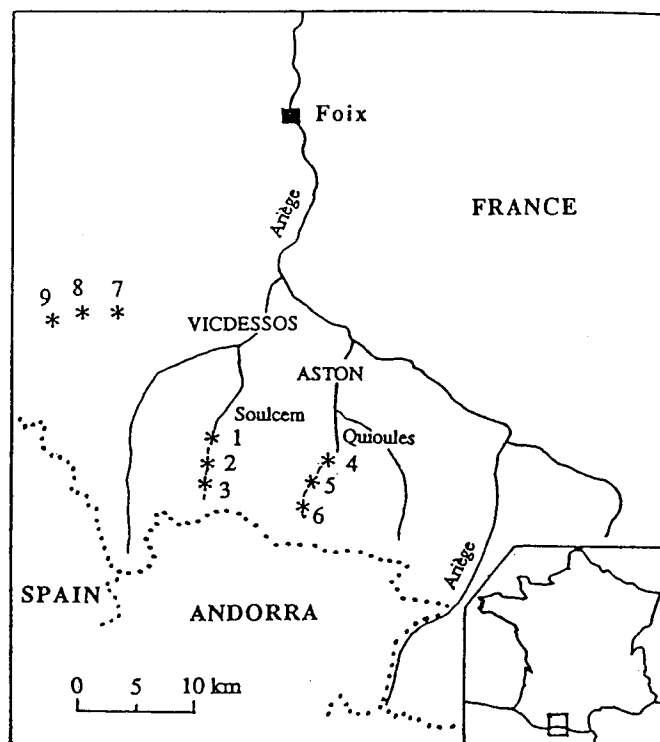 Foix
Ariège
FRANCE
9 8 7
* * *
VICDESSOS
ASTON
Soulcem
* 1
* 2
* 3
Quioules
* 4
* 5
* 6
Ariège
SPAIN
ANDORRA
0 5 10 km